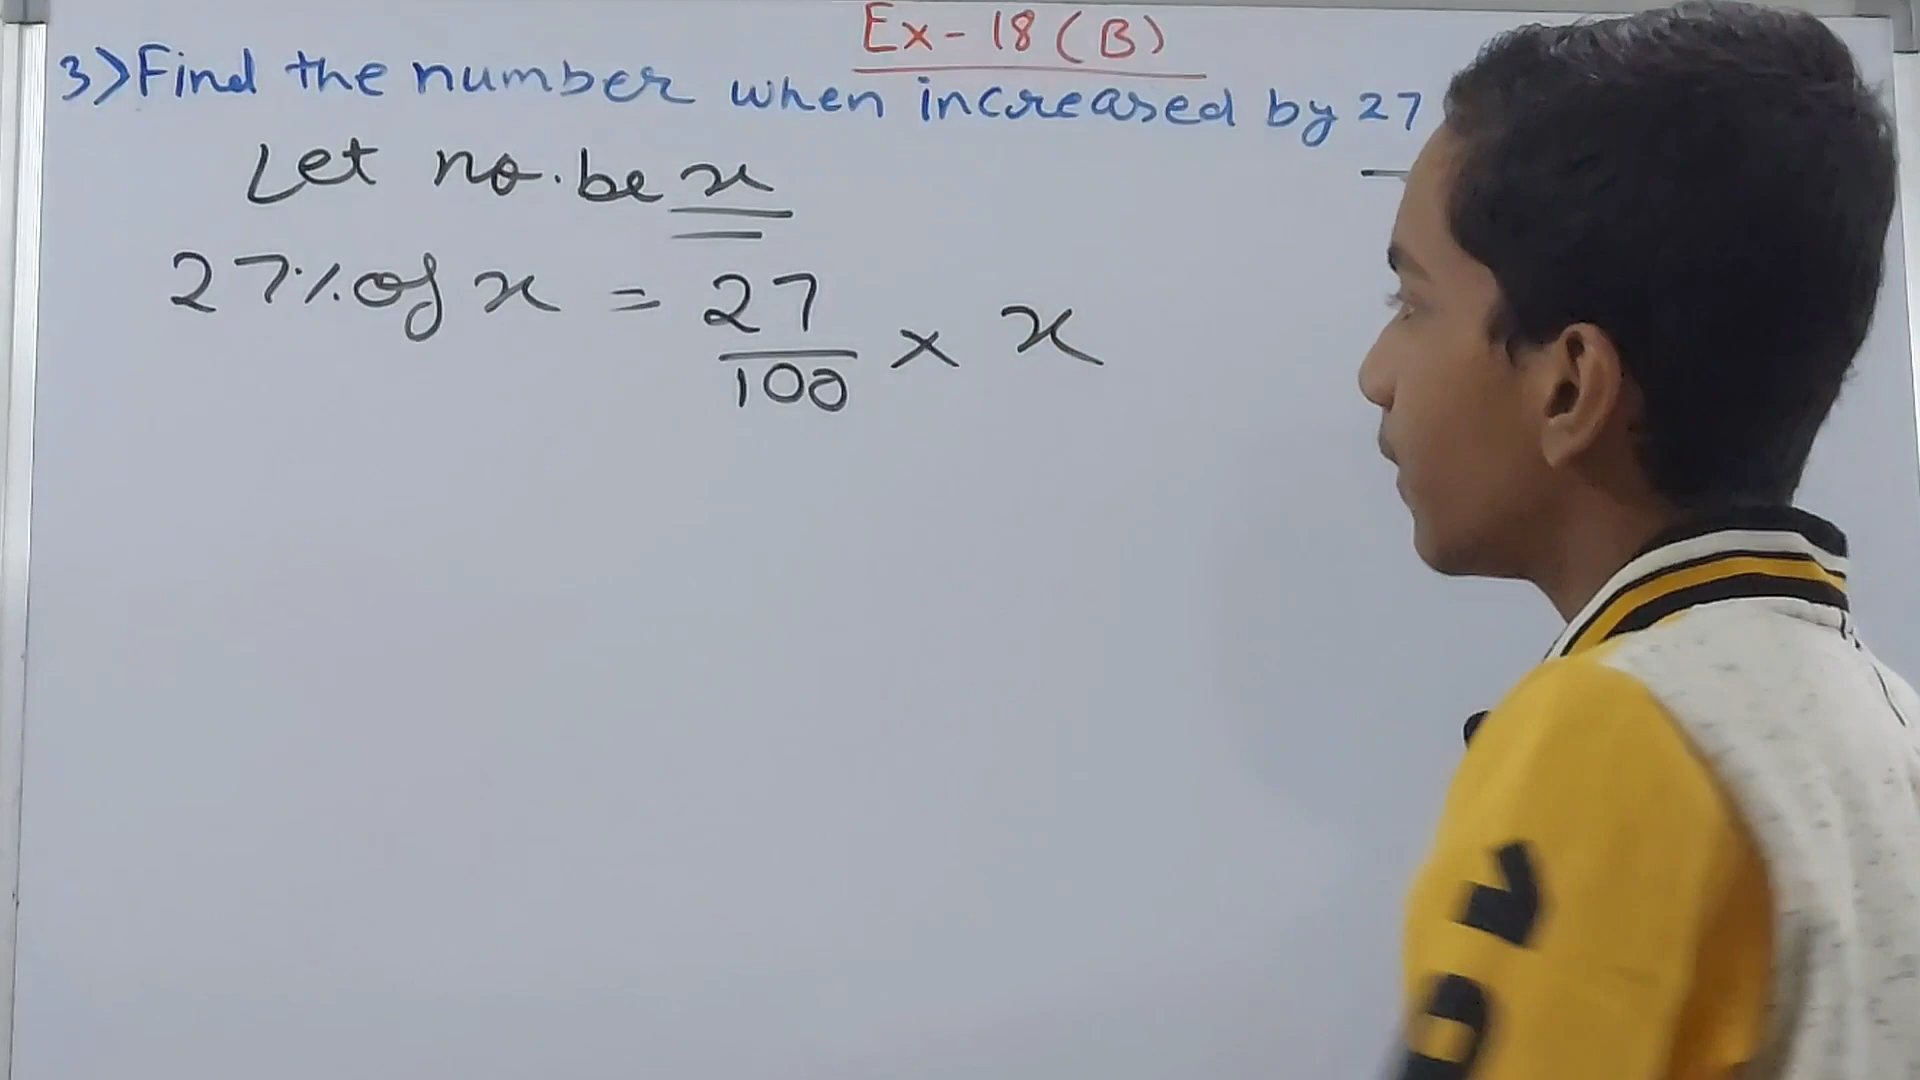 Ex-18(B)
3) Find the number when increased by 27
Let no. be x
27% of x = 27/100 × x